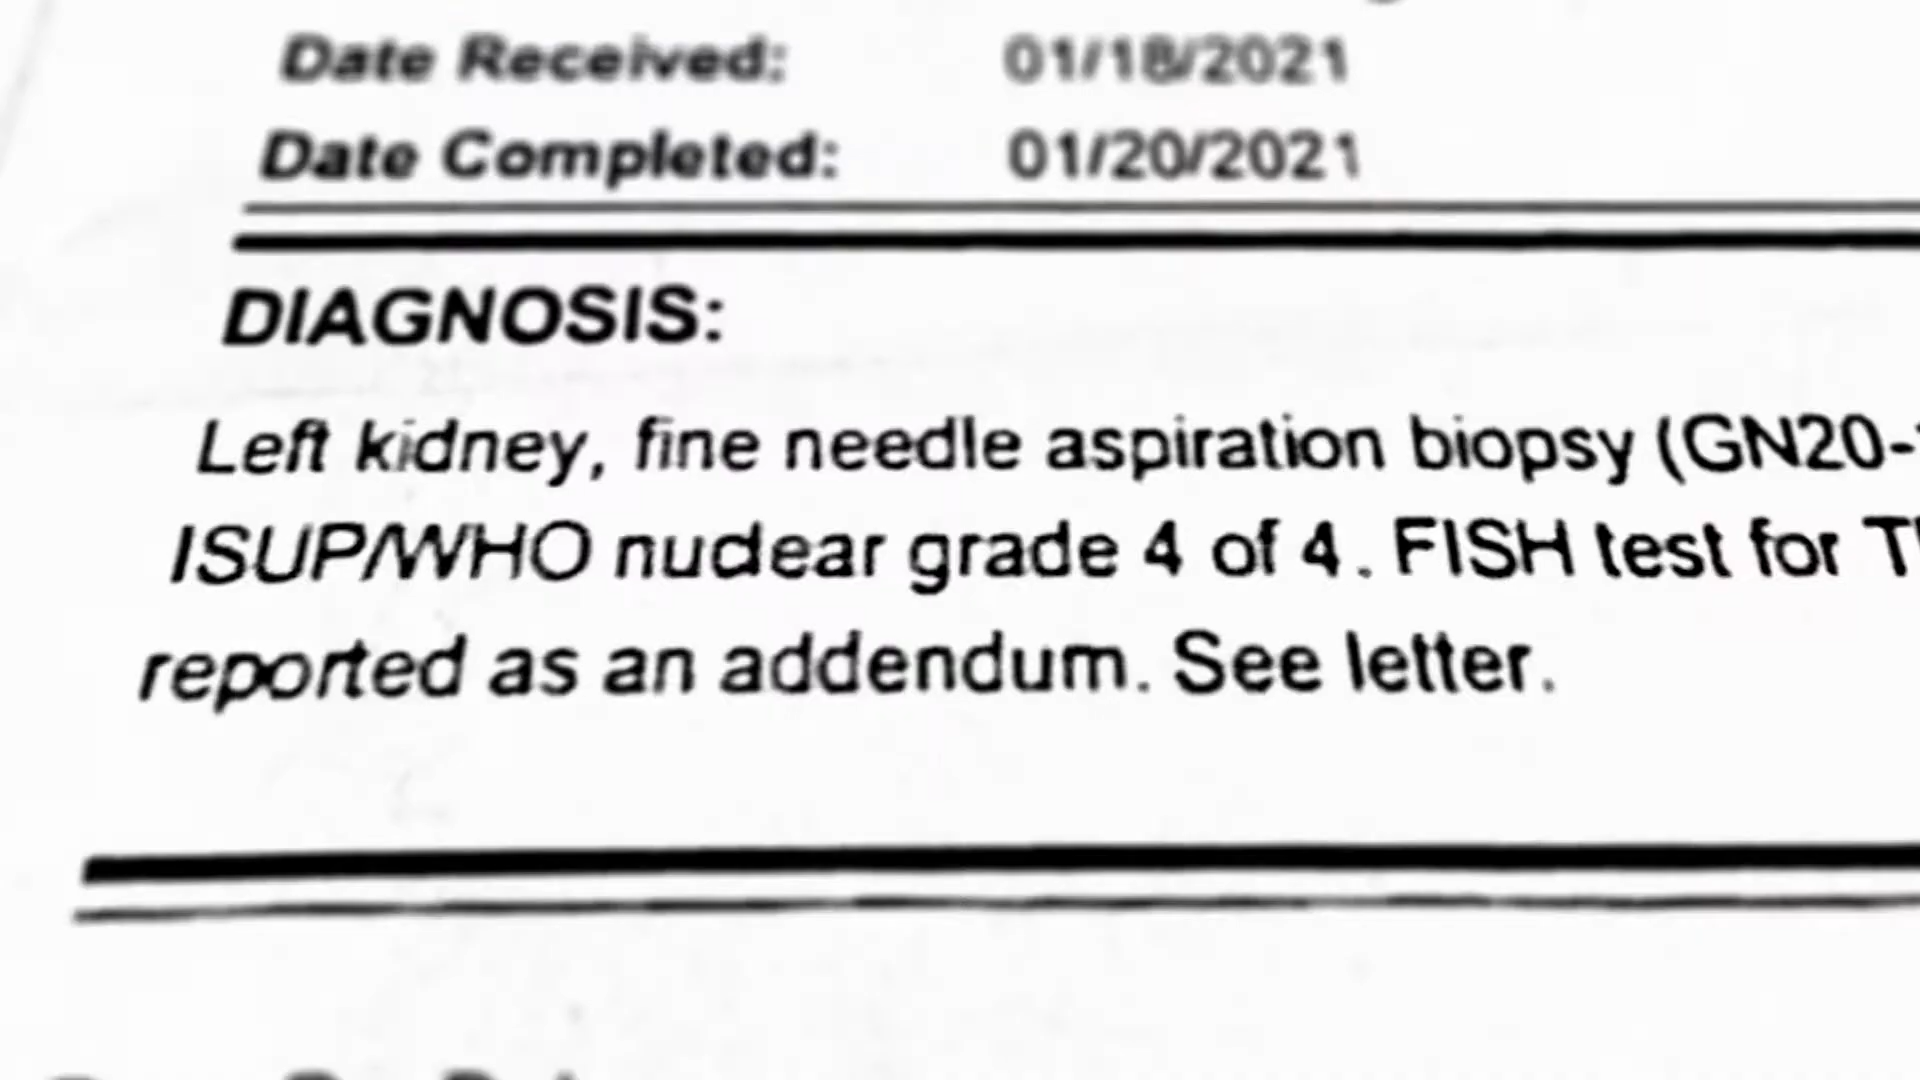 Date Received: 01/18/2021
Date Completed: 01/20/2021
DIAGNOSIS:
Left kidney, fine needle aspiration biopsy (GN20-
ISUP/WHO nuclear grade 4 of 4. FISH test for
reported as an addendum. See letter.